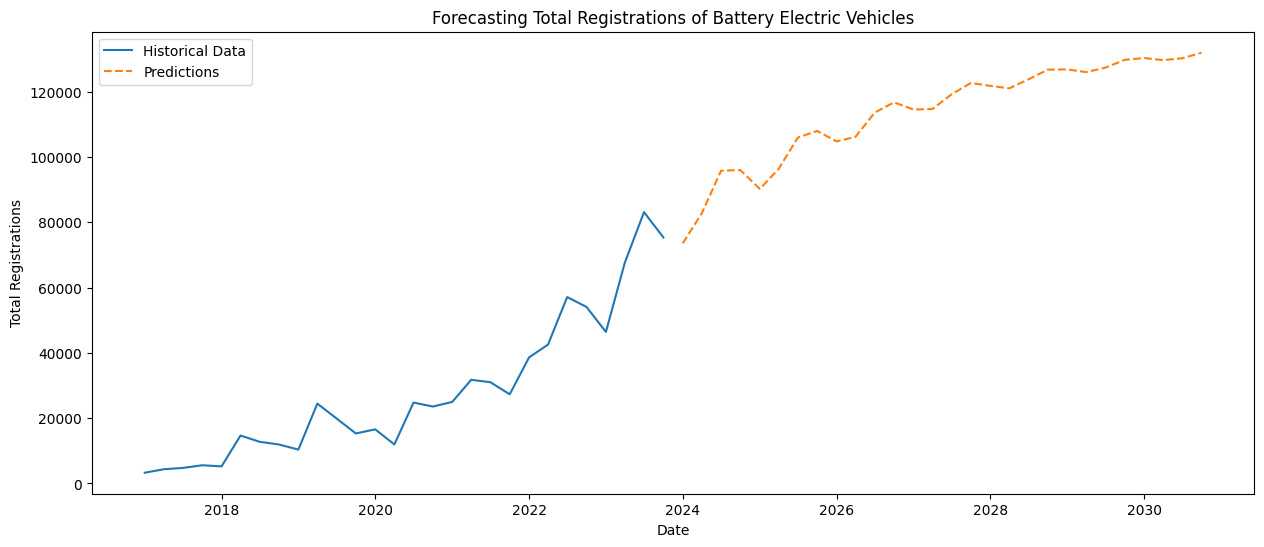 Forecasting Total Registrations of Battery Electric Vehicles
Historical Data
Predictions
Total Registrations
120000
100000
80000
60000
40000
20000
0
2018 2020 2022 2024 2026 2028 2030
Date